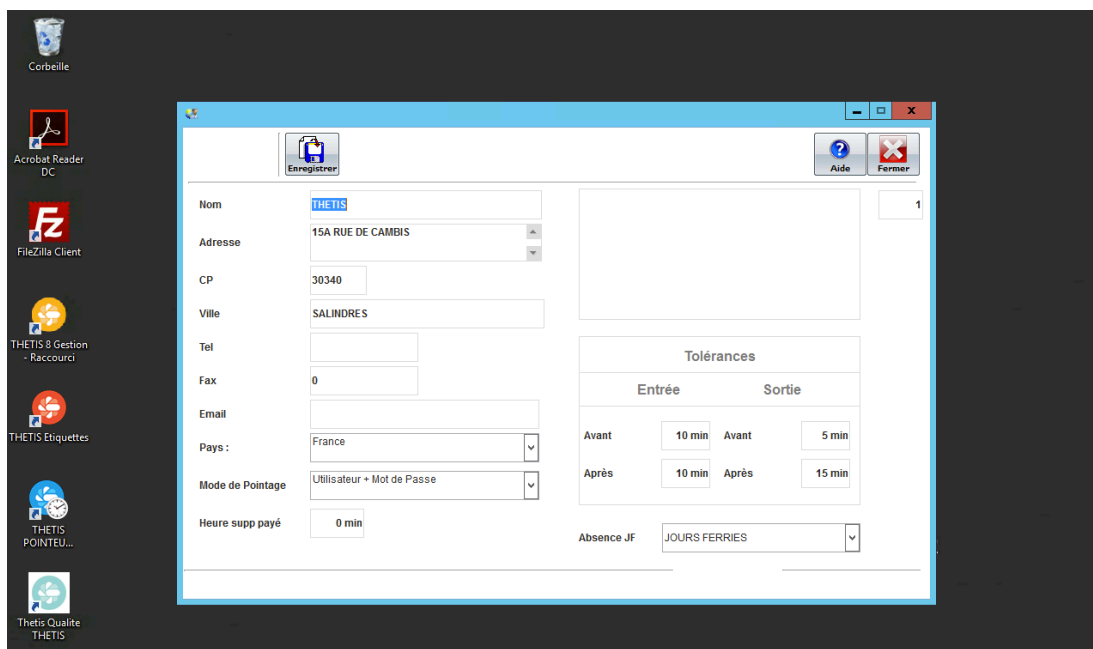 Corbeille
Acrobat Reader
DC
FileZilla Client
THETIS 8 Gestion
- Raccourci
THETIS Etiquettes
THETIS
POINTEU...
Thetis Qualite
THETIS
Enregistrer
Aide
Fermer
Nom
THETIS
1
Adresse
15A RUE DE CAMBIS
CP
30340
Ville
SALINDRES
Tel
Fax
0
Email
Pays :
France
Mode de Pointage
Utilisateur + Mot de Passe
Heure supp payé
0 min
Tolérances
Entrée
Sortie
Avant
10 min
Avant
5 min
Après
10 min
Après
15 min
Absence JF
JOURS FERRIES